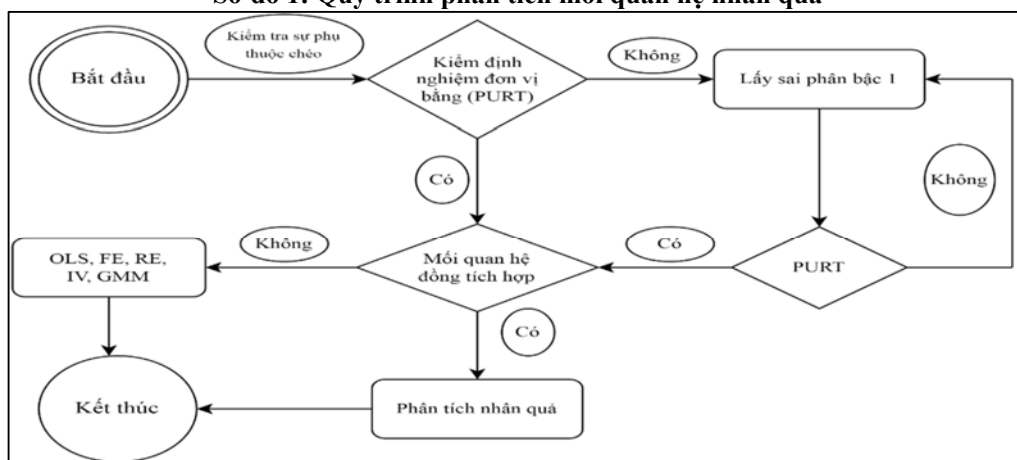 Sơ đồ 1: Quy trình phân tích mối quan hệ nhân quả
Bắt đầu
Kiểm tra sự phụ
thuộc chéo
Kiểm định
nghiệm đơn vị
bằng (PURT)
Không
Lấy sai phân bậc 1
Có
Không
OLS, FE, RE,
IV, GMM
Không
Mối quan hệ
đồng tích hợp
Có
PURT
Có
Kết thúc
Phân tích nhân quả